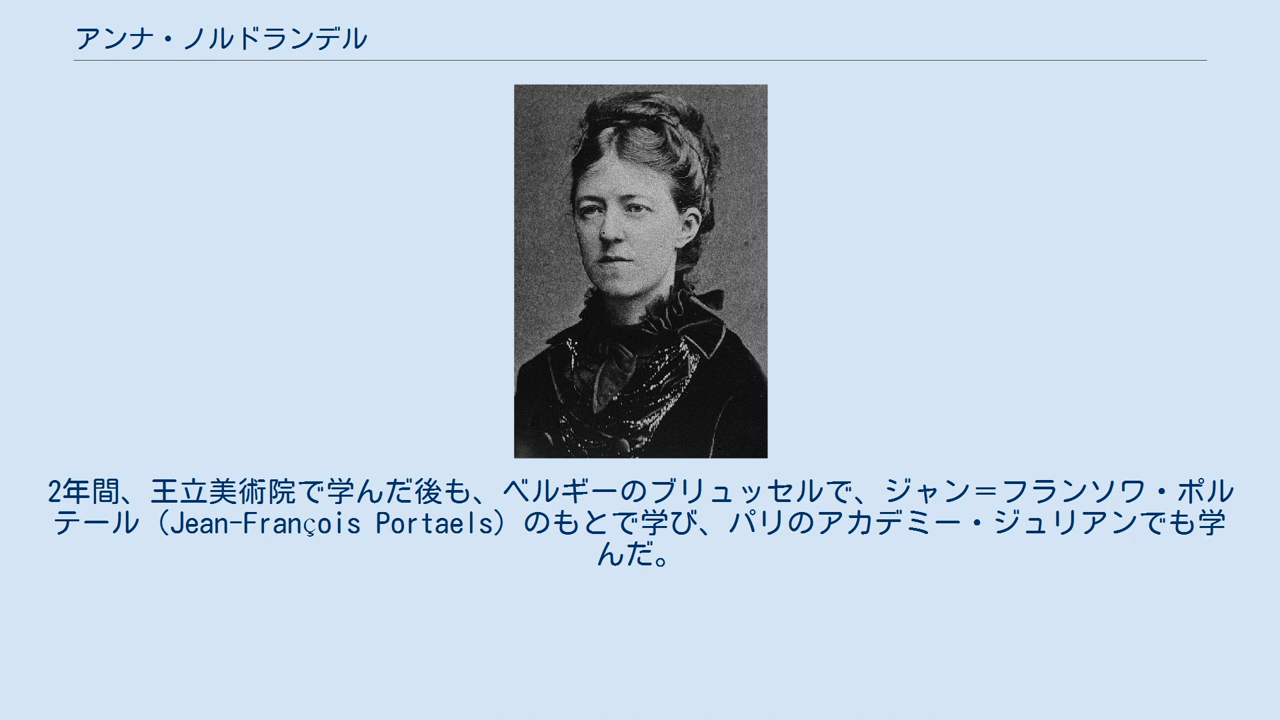 アンナ・ノルドランデル
2年間、王立美術院で学んだ後も、ベルギーのブリュッセルで、ジャン＝フランソワ・ポル
テール（Jean-François Portaels）のもとで学び、パリのアカデミー・ジュリアンでも学
んだ。